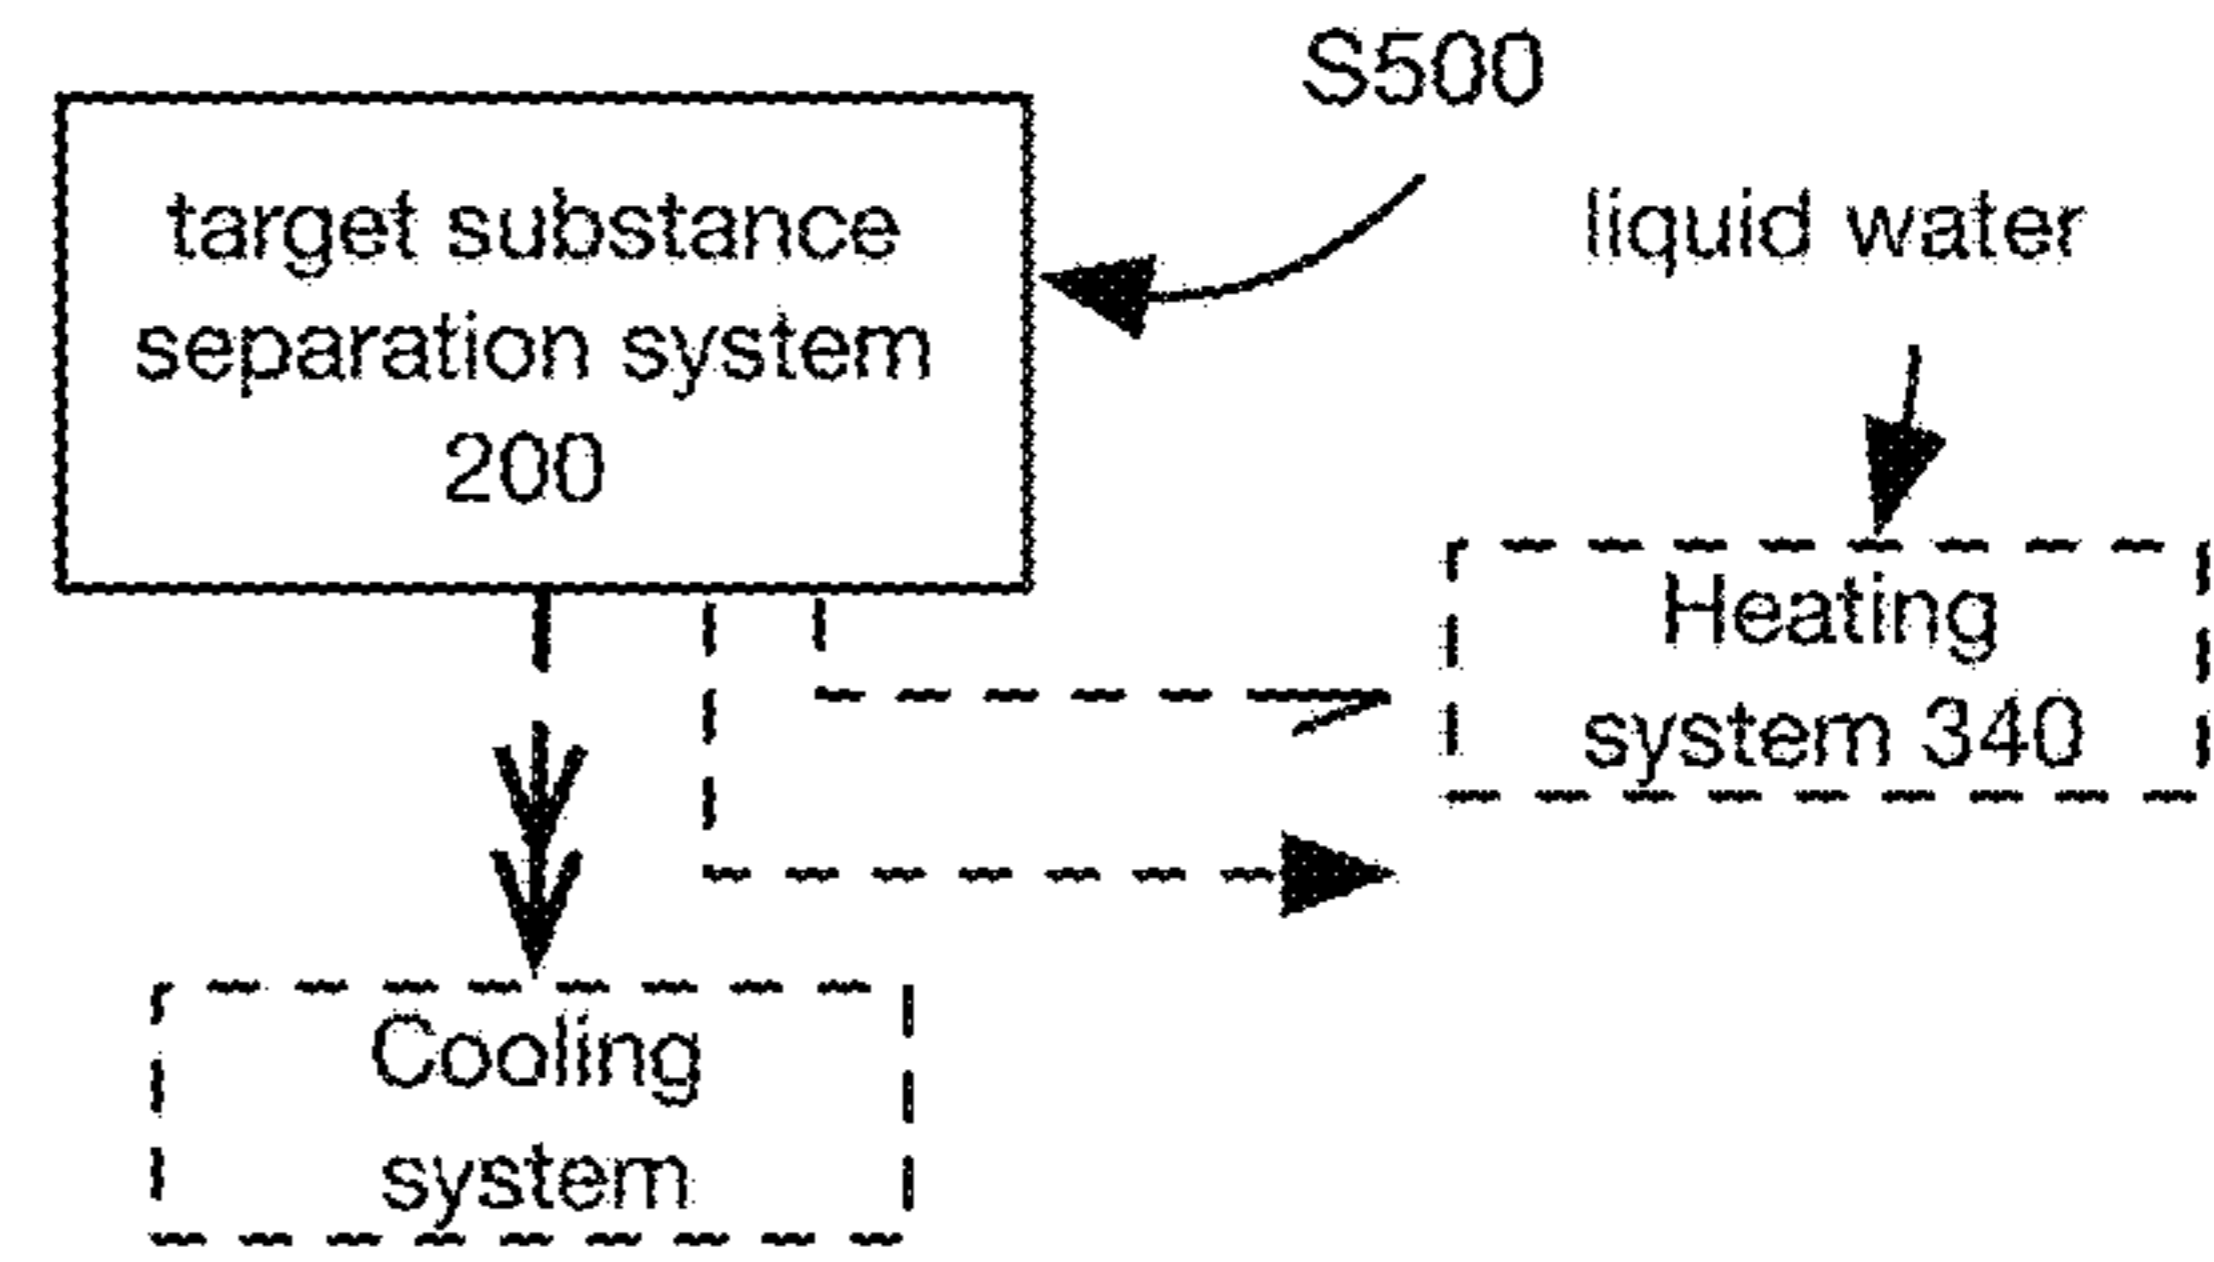 S500
target substance
separation system
200
liquid water
Heating
system 340
Cooling
system